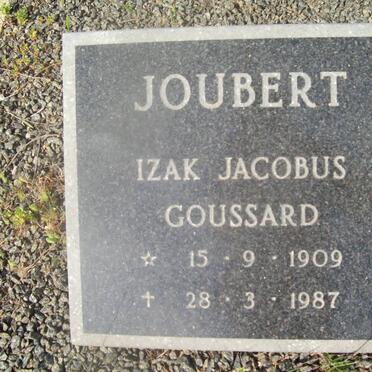 JOUBERT
IZAK JACOBUS
GOUSSARD
☆ 15 · 9 · 1909
✝ 28 · 3 · 1987